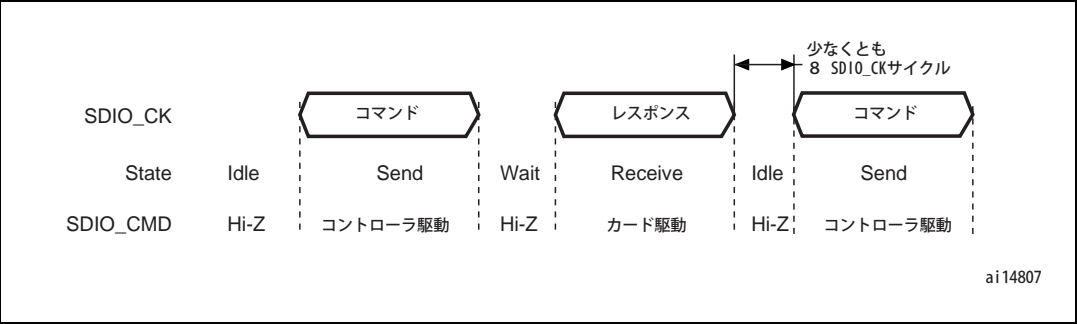 少なくとも
8 SDIO_CKサイクル
SDIO_CK コマンド レスポンス コマンド
State Idle Send Wait Receive Idle Send
SDIO_CMD Hi-Z コントローラ駆動 Hi-Z カード駆動 Hi-Z コントローラ駆動
ai14807